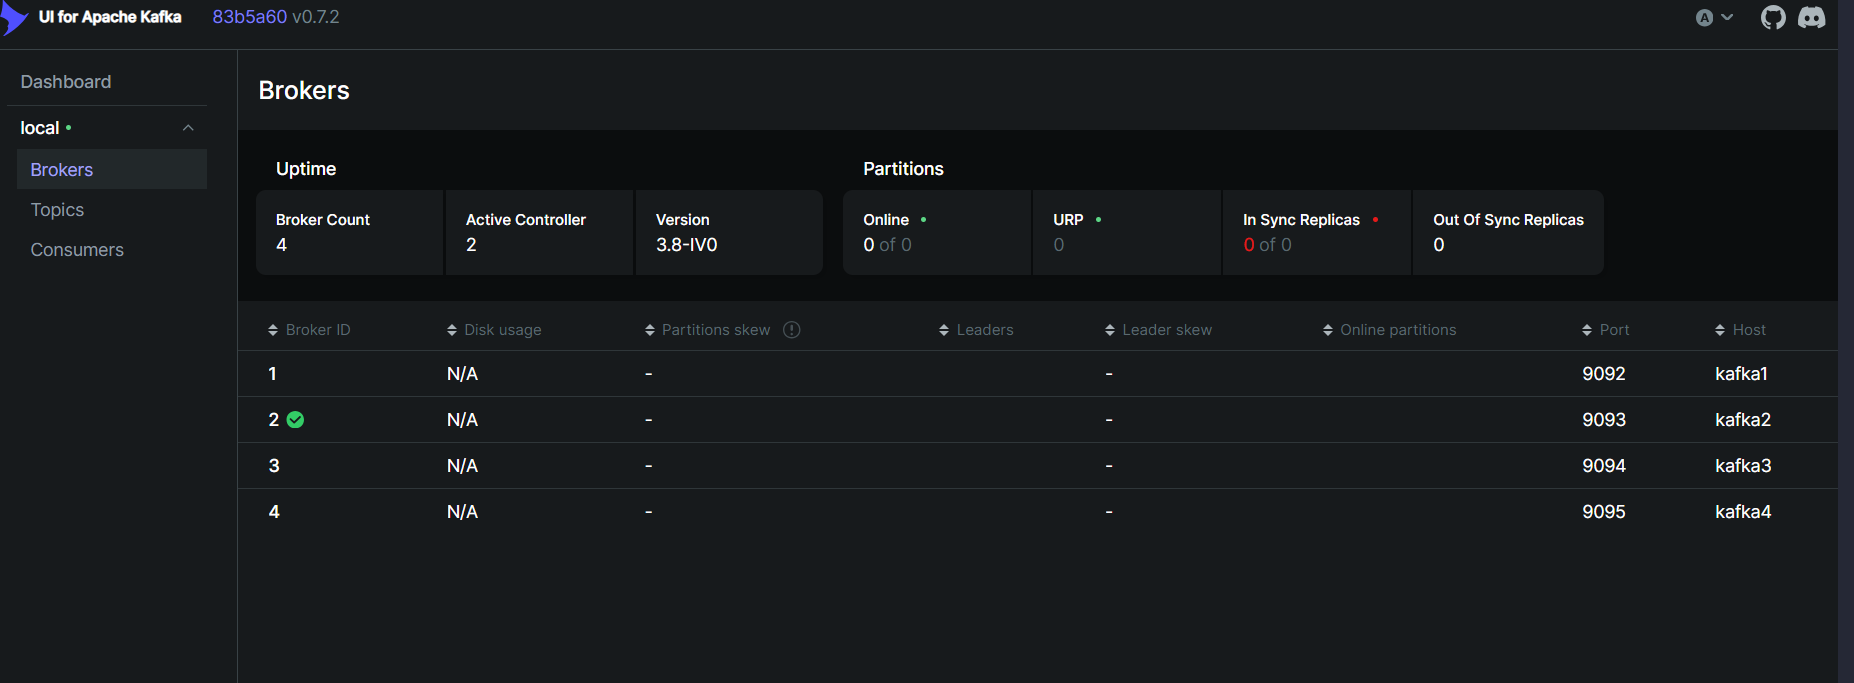 UI for Apache Kafka 83b5a60 v0.7.2 A
Dashboard
local
Brokers
Topics
Consumers
Brokers
Uptime
Broker Count
4
Active Controller
2
Version
3.8-IV0
Partitions
Online
0 of 0
URP
0
In Sync Replicas
0 of 0
Out Of Sync Replicas
0
Broker ID Disk usage Partitions skew Leaders Leader skew Online partitions Port Host
1 N/A - - 9092 kafka1
2 N/A - - 9093 kafka2
3 N/A - - 9094 kafka3
4 N/A - - 9095 kafka4